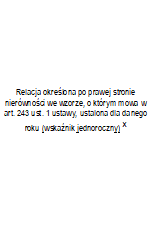 Relacja określona po prawej stronie
nierówności we wzorze, o którym mowa w
art. 243 ust. 1 ustawy, ustalona dla danego
roku (wskaźnik jednoroczny) x